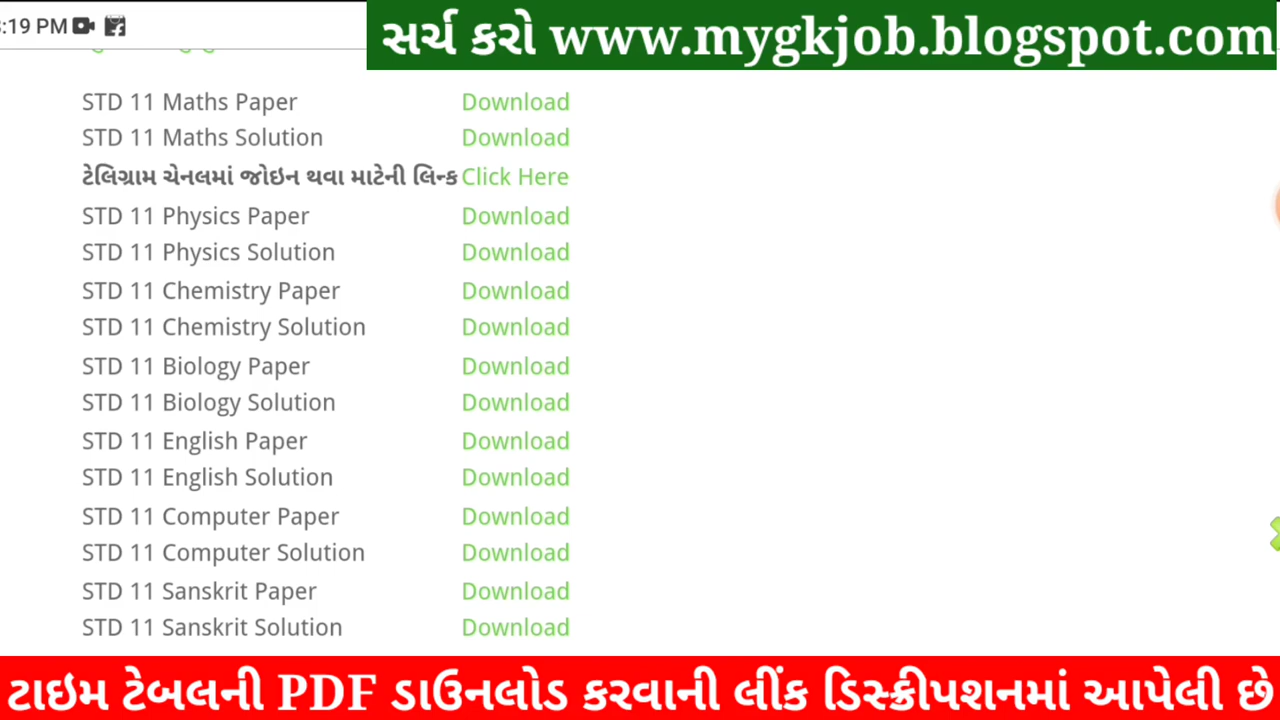 :19 PM
સર્ચ કરો www.mygkjob.blogspot.com
STD 11 Maths Paper Download
STD 11 Maths Solution Download
ટેલિગ્રામ ચેનલમાં જોઇન થવા માટેની લિન્ક Click Here
STD 11 Physics Paper Download
STD 11 Physics Solution Download
STD 11 Chemistry Paper Download
STD 11 Chemistry Solution Download
STD 11 Biology Paper Download
STD 11 Biology Solution Download
STD 11 English Paper Download
STD 11 English Solution Download
STD 11 Computer Paper Download
STD 11 Computer Solution Download
STD 11 Sanskrit Paper Download
STD 11 Sanskrit Solution Download
ટાઇમ ટેબલની PDF ડાઉનલોડ કરવાની લીંક ડિસ્ક્રીપશનમાં આપેલી છે